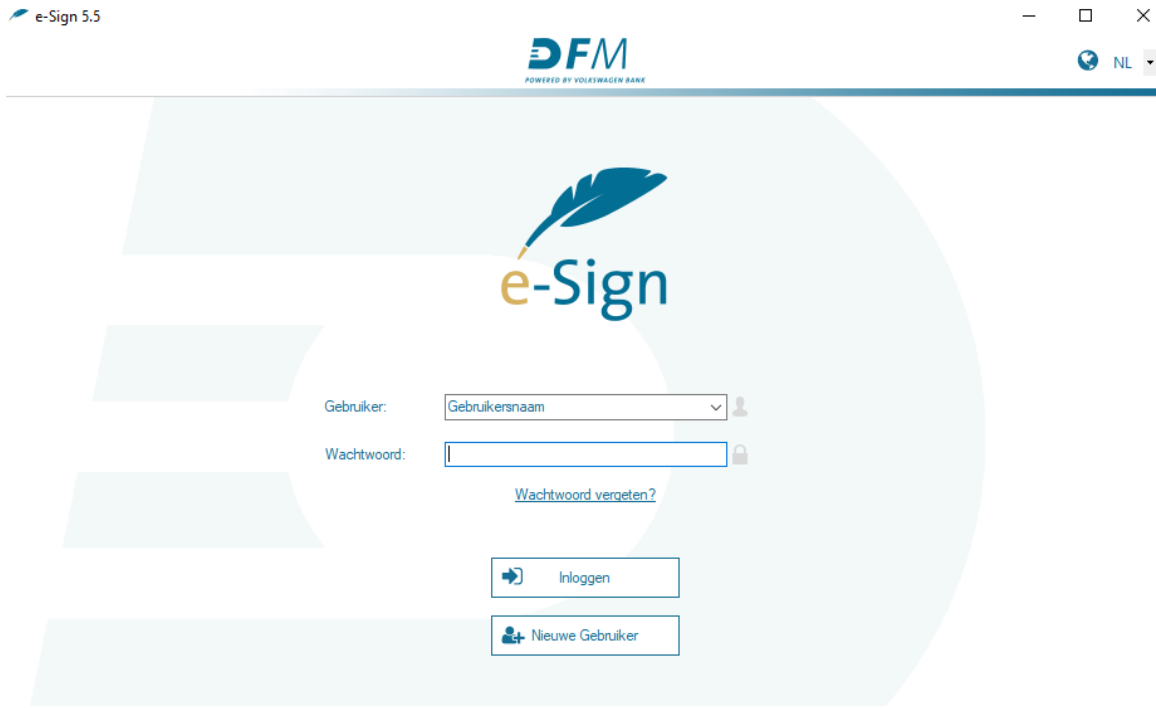 e-Sign 5.5
DFM
POWERED BY VOLKSWAGEN BANK
NL
e-Sign
Gebruiker:
Gebruikersnaam
Wachtwoord:
Wachtwoord vergeten?
Inloggen
Nieuwe Gebruiker